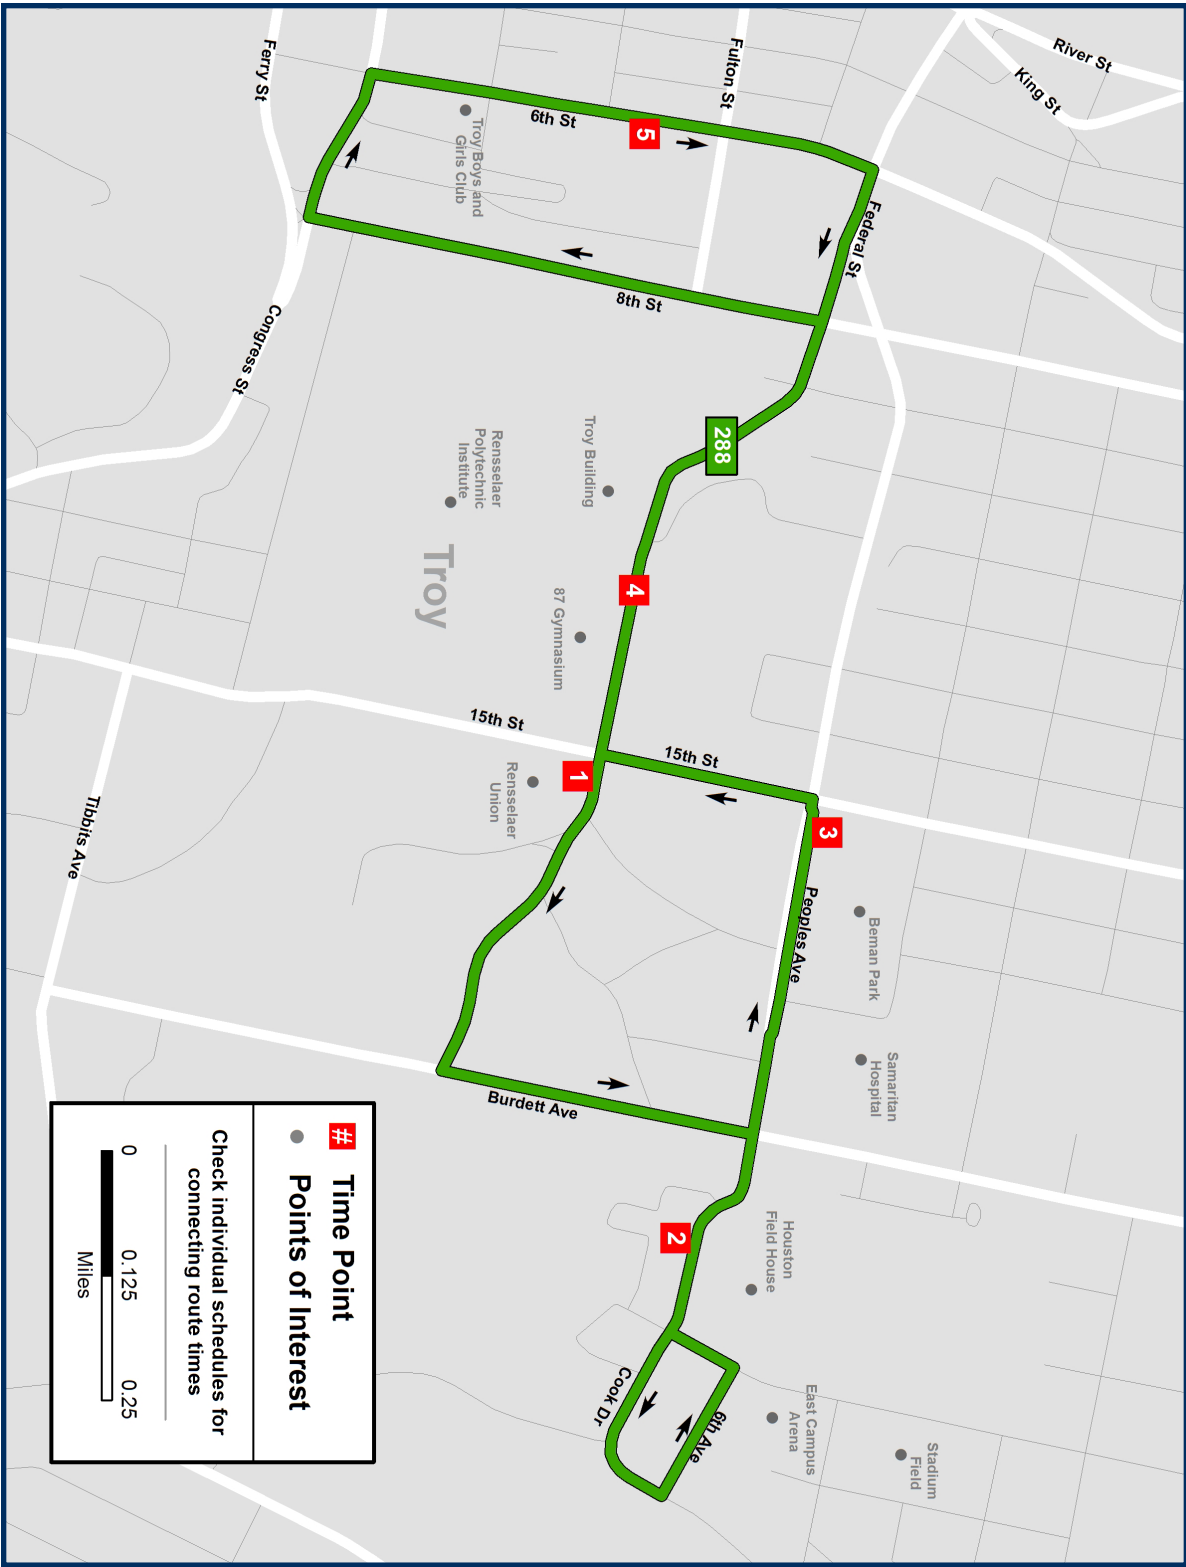 River St
King St
Ferry St
Fulton St
6th St
5
Troy Boys and
Girls Club
Federal St
8th St
Congress St
288
Troy Building
Rensselaer
Polytechnic
Institute
Troy
4
87 Gymnasium
15th St
15th St
1
Rensselaer
Union
3
Tibbits Ave
Peoples Ave
Beman Park
Samaritan
Hospital
Burdett Ave
2
Houston
Field House
Cook Dr
6th Ave
East Campus
Arena
Stadium
Field
# Time Point
Points of Interest
Check individual schedules for
connecting route times
0 0.125 0.25
Miles